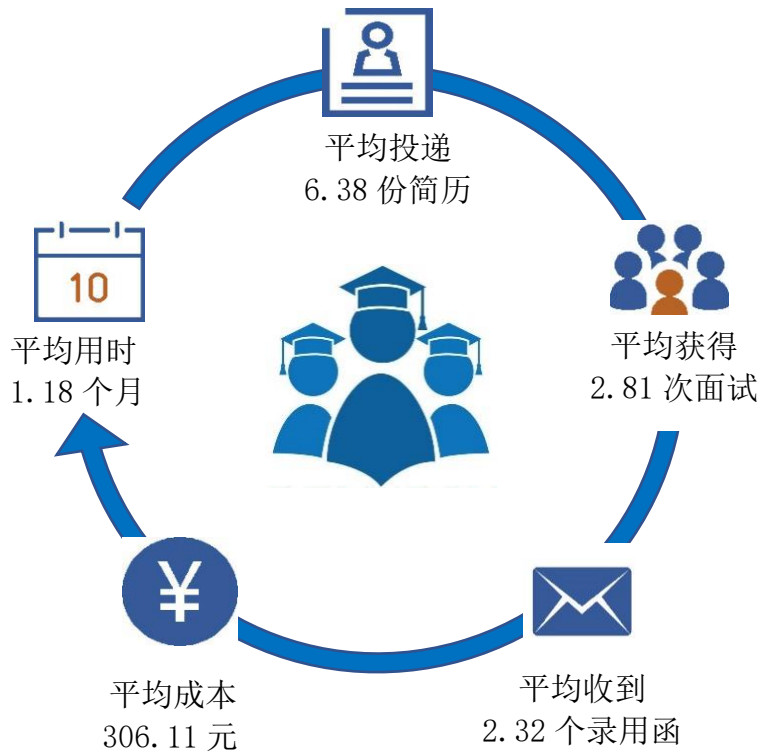 平均投递
6.38 份简历
10
平均用时
1.18 个月
平均获得
2.81 次面试
¥
平均成本
306.11 元
平均收到
2.32 个录用函